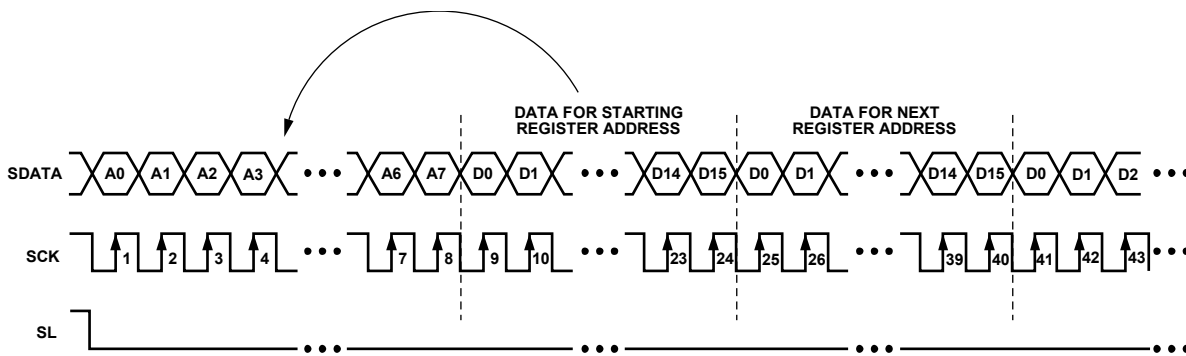 DATA FOR STARTING
REGISTER ADDRESS
DATA FOR NEXT
REGISTER ADDRESS
SDATA A0 A1 A2 A3 ••• A6 A7 D0 D1 ••• D14 D15 D0 D1 ••• D14 D15 D0 D1 D2 •••
SCK 1 2 3 4 ••• 7 8 9 10 ••• 23 24 25 26 ••• 39 40 41 42 43 •••
SL ••• ••• ••• •••